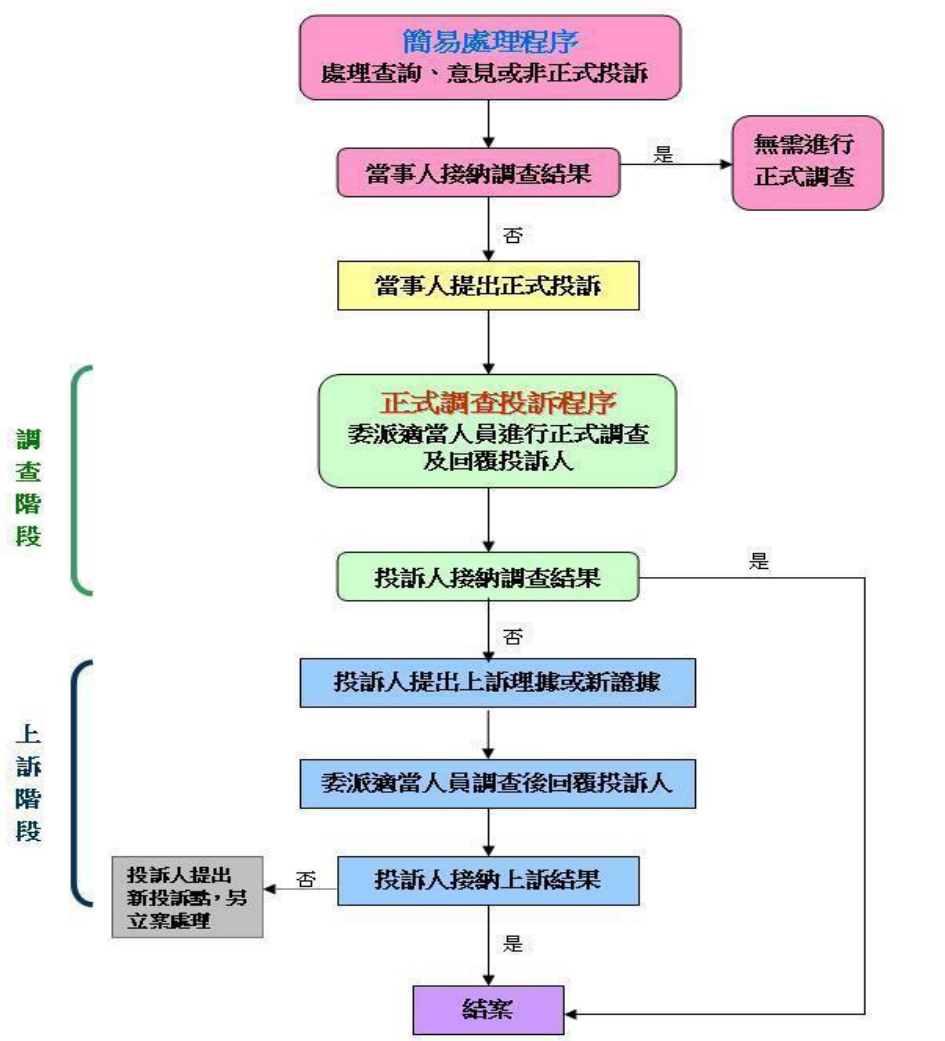 簡易處理程序
處理查詢、意見或非正式投訴
當事人接納調查結果
是
無需進行
正式調查
否
當事人提出正式投訴
調查階段
正式調查投訴程序
委派適當人員進行正式調查
及回覆投訴人
投訴人接納調查結果
是
否
上訴階段
投訴人提出上訴理據或新證據
委派適當人員調查後回覆投訴人
投訴人接納上訴結果
否
投訴人提出
新投訴點，另
立案處理
是
結案